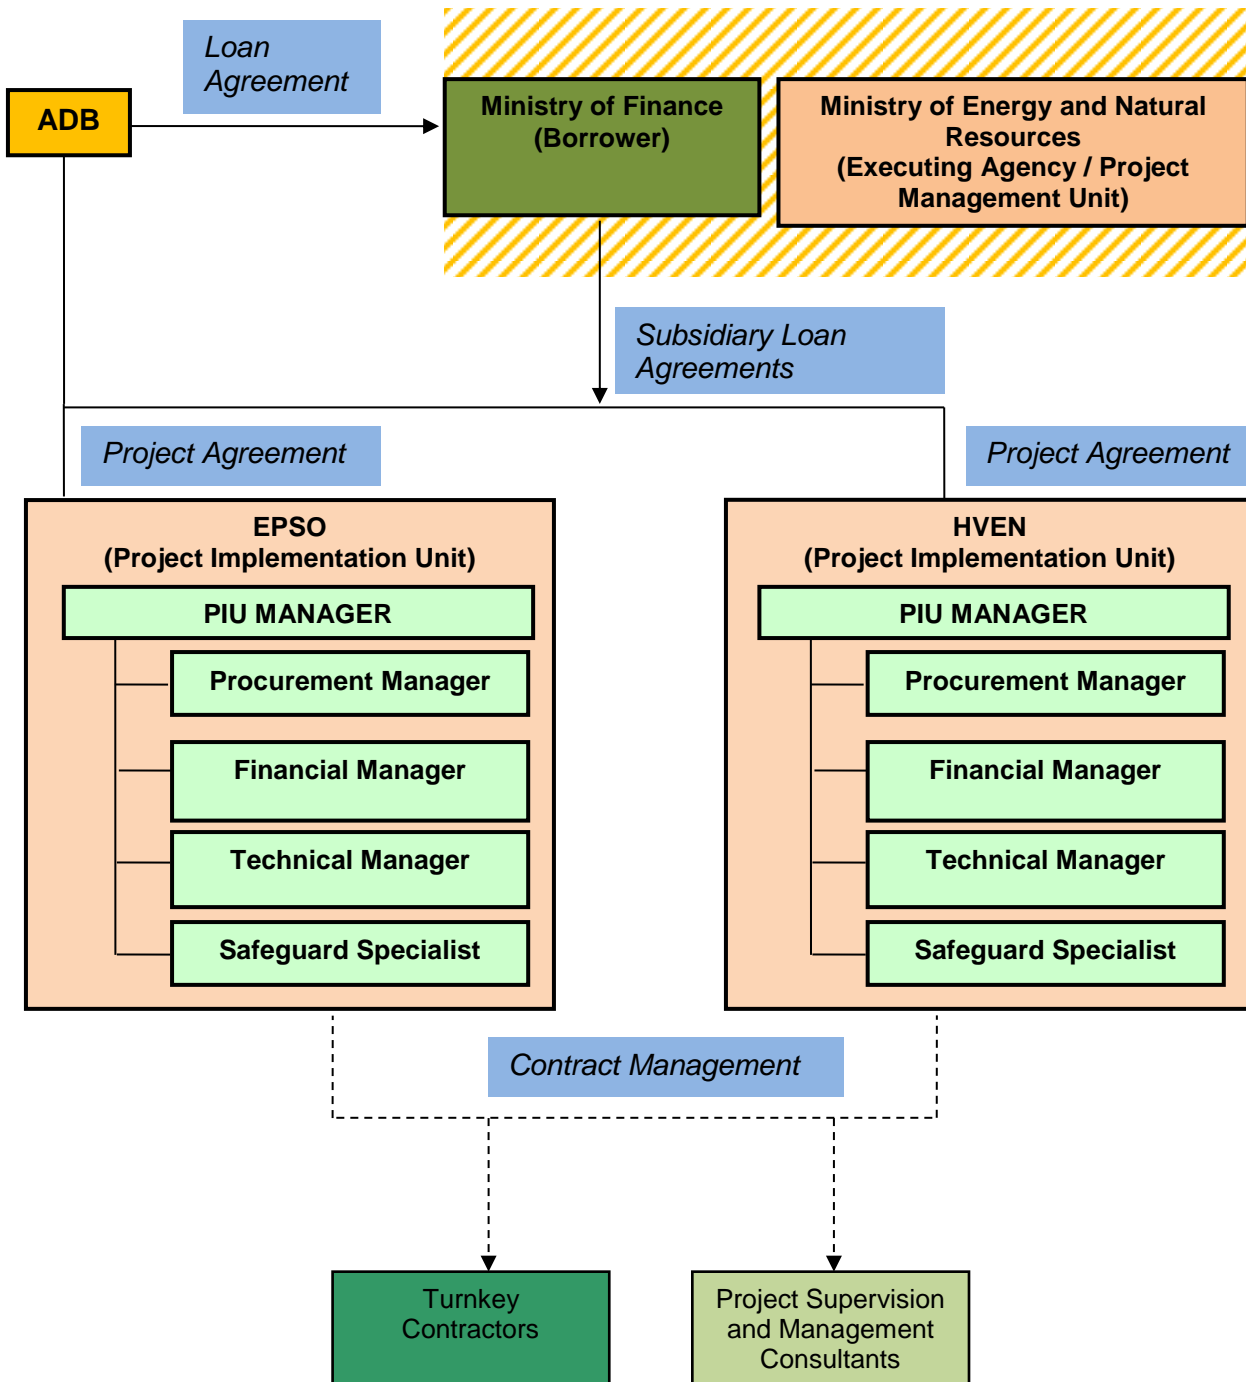 Loan
Agreement
ADB
Ministry of Finance
(Borrower)
Ministry of Energy and Natural
Resources
(Executing Agency / Project
Management Unit)
Subsidiary Loan
Agreements
Project Agreement
Project Agreement
EPSO
(Project Implementation Unit)
PIU MANAGER
Procurement Manager
Financial Manager
Technical Manager
Safeguard Specialist
HVEN
(Project Implementation Unit)
PIU MANAGER
Procurement Manager
Financial Manager
Technical Manager
Safeguard Specialist
Contract Management
Turnkey
Contractors
Project Supervision
and Management
Consultants